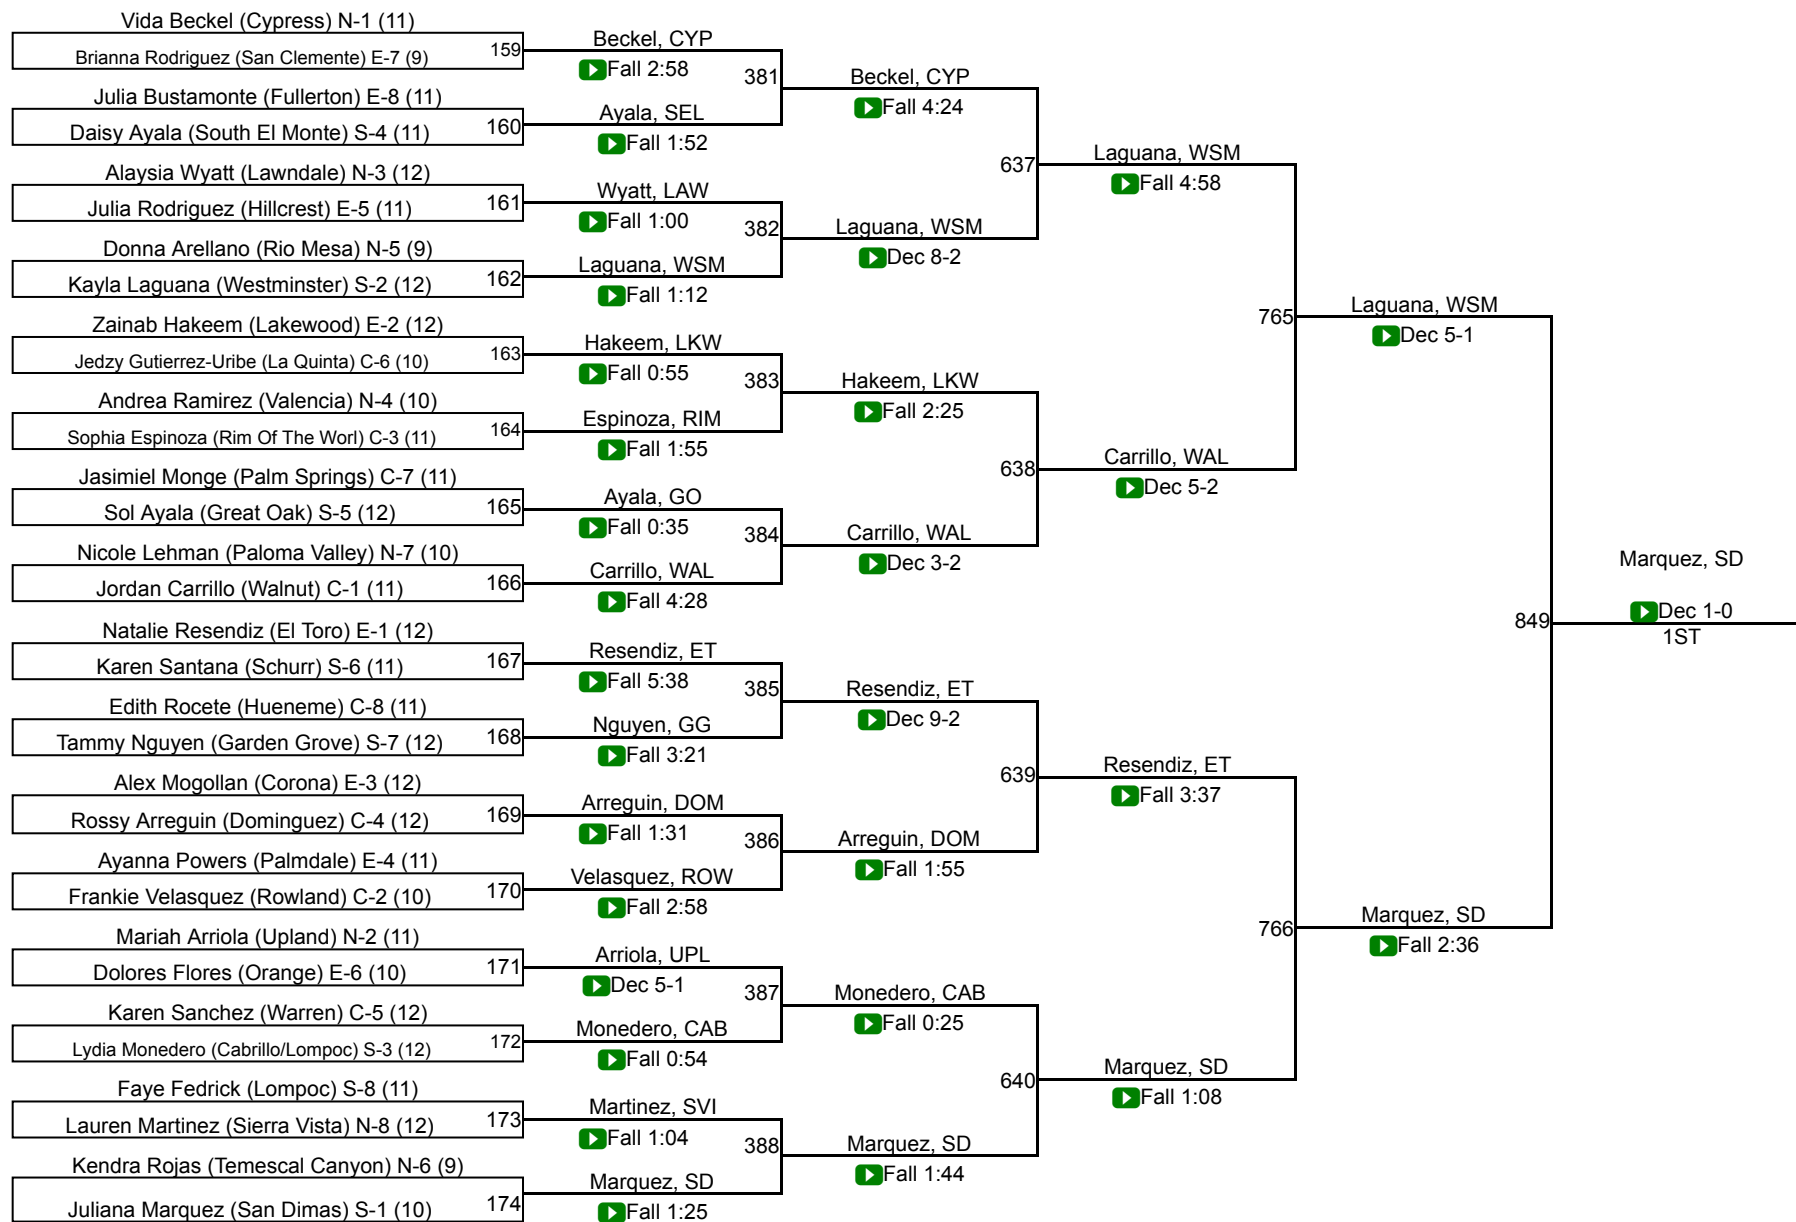 Vida Beckel (Cypress) N-1 (11)
Brianna Rodriguez (San Clemente) E-7 (9)
159
Julia Bustamonte (Fullerton) E-8 (11)
Daisy Ayala (South El Monte) S-4 (11)
160
Alaysia Wyatt (Lawndale) N-3 (12)
Julia Rodriguez (Hillcrest) E-5 (11)
161
Donna Arellano (Rio Mesa) N-5 (9)
Kayla Laguana (Westminster) S-2 (12)
162
Zainab Hakeem (Lakewood) E-2 (12)
Jedzy Gutierrez-Uribe (La Quinta) C-6 (10)
163
Andrea Ramirez (Valencia) N-4 (10)
Sophia Espinoza (Rim Of The Worl) C-3 (11)
164
Jasimiel Monge (Palm Springs) C-7 (11)
Sol Ayala (Great Oak) S-5 (12)
165
Nicole Lehman (Paloma Valley) N-7 (10)
Jordan Carrillo (Walnut) C-1 (11)
166
Natalie Resendiz (El Toro) E-1 (12)
Karen Santana (Schurr) S-6 (11)
167
Edith Rocete (Hueneme) C-8 (11)
Tammy Nguyen (Garden Grove) S-7 (12)
168
Alex Mogollan (Corona) E-3 (12)
Rossy Arreguin (Dominguez) C-4 (12)
169
Ayanna Powers (Palmdale) E-4 (11)
Frankie Velasquez (Rowland) C-2 (10)
170
Mariah Arriola (Upland) N-2 (11)
Dolores Flores (Orange) E-6 (10)
171
Karen Sanchez (Warren) C-5 (12)
Lydia Monedero (Cabrillo/Lompoc) S-3 (12)
172
Faye Fedrick (Lompoc) S-8 (11)
Lauren Martinez (Sierra Vista) N-8 (12)
173
Kendra Rojas (Temescal Canyon) N-6 (9)
Juliana Marquez (San Dimas) S-1 (10)
174
Beckel, CYP
Fall 2:58
381
Ayala, SEL
Fall 1:52
Wyatt, LAW
Fall 1:00
382
Laguana, WSM
Fall 1:12
Hakeem, LKW
Fall 0:55
383
Espinoza, RIM
Fall 1:55
Ayala, GO
Fall 0:35
384
Carrillo, WAL
Fall 4:28
Resendiz, ET
Fall 5:38
385
Nguyen, GG
Fall 3:21
Arreguin, DOM
Fall 1:31
386
Velasquez, ROW
Fall 2:58
Arriola, UPL
Dec 5-1
387
Monedero, CAB
Fall 0:54
Martinez, SVI
Fall 1:04
388
Marquez, SD
Fall 1:25
Beckel, CYP
Fall 4:24
637
Laguana, WSM
Dec 8-2
Hakeem, LKW
Fall 2:25
638
Carrillo, WAL
Dec 3-2
Resendiz, ET
Dec 9-2
639
Arreguin, DOM
Fall 1:55
Monedero, CAB
Fall 0:25
640
Marquez, SD
Fall 1:44
Laguana, WSM
Fall 4:58
765
Carrillo, WAL
Dec 5-2
Resendiz, ET
Fall 3:37
766
Marquez, SD
Fall 1:08
Laguana, WSM
Dec 5-1
849
Marquez, SD
Fall 2:36
Marquez, SD
Dec 1-0
1ST